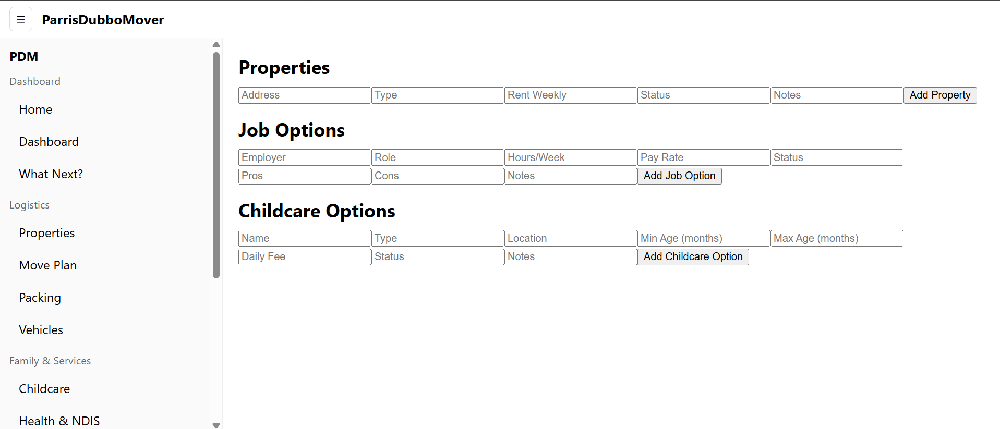 ☰ ParrisDubboMover
PDM
Dashboard
Home
Dashboard
What Next?
Logistics
Properties
Move Plan
Packing
Vehicles
Family & Services
Childcare
Health & NDIS
Properties
Address Type Rent Weekly Status Notes Add Property
Job Options
Employer Role Hours/Week Pay Rate Status
Pros Cons Notes Add Job Option
Childcare Options
Name Type Location Min Age (months) Max Age (months)
Daily Fee Status Notes Add Childcare Option